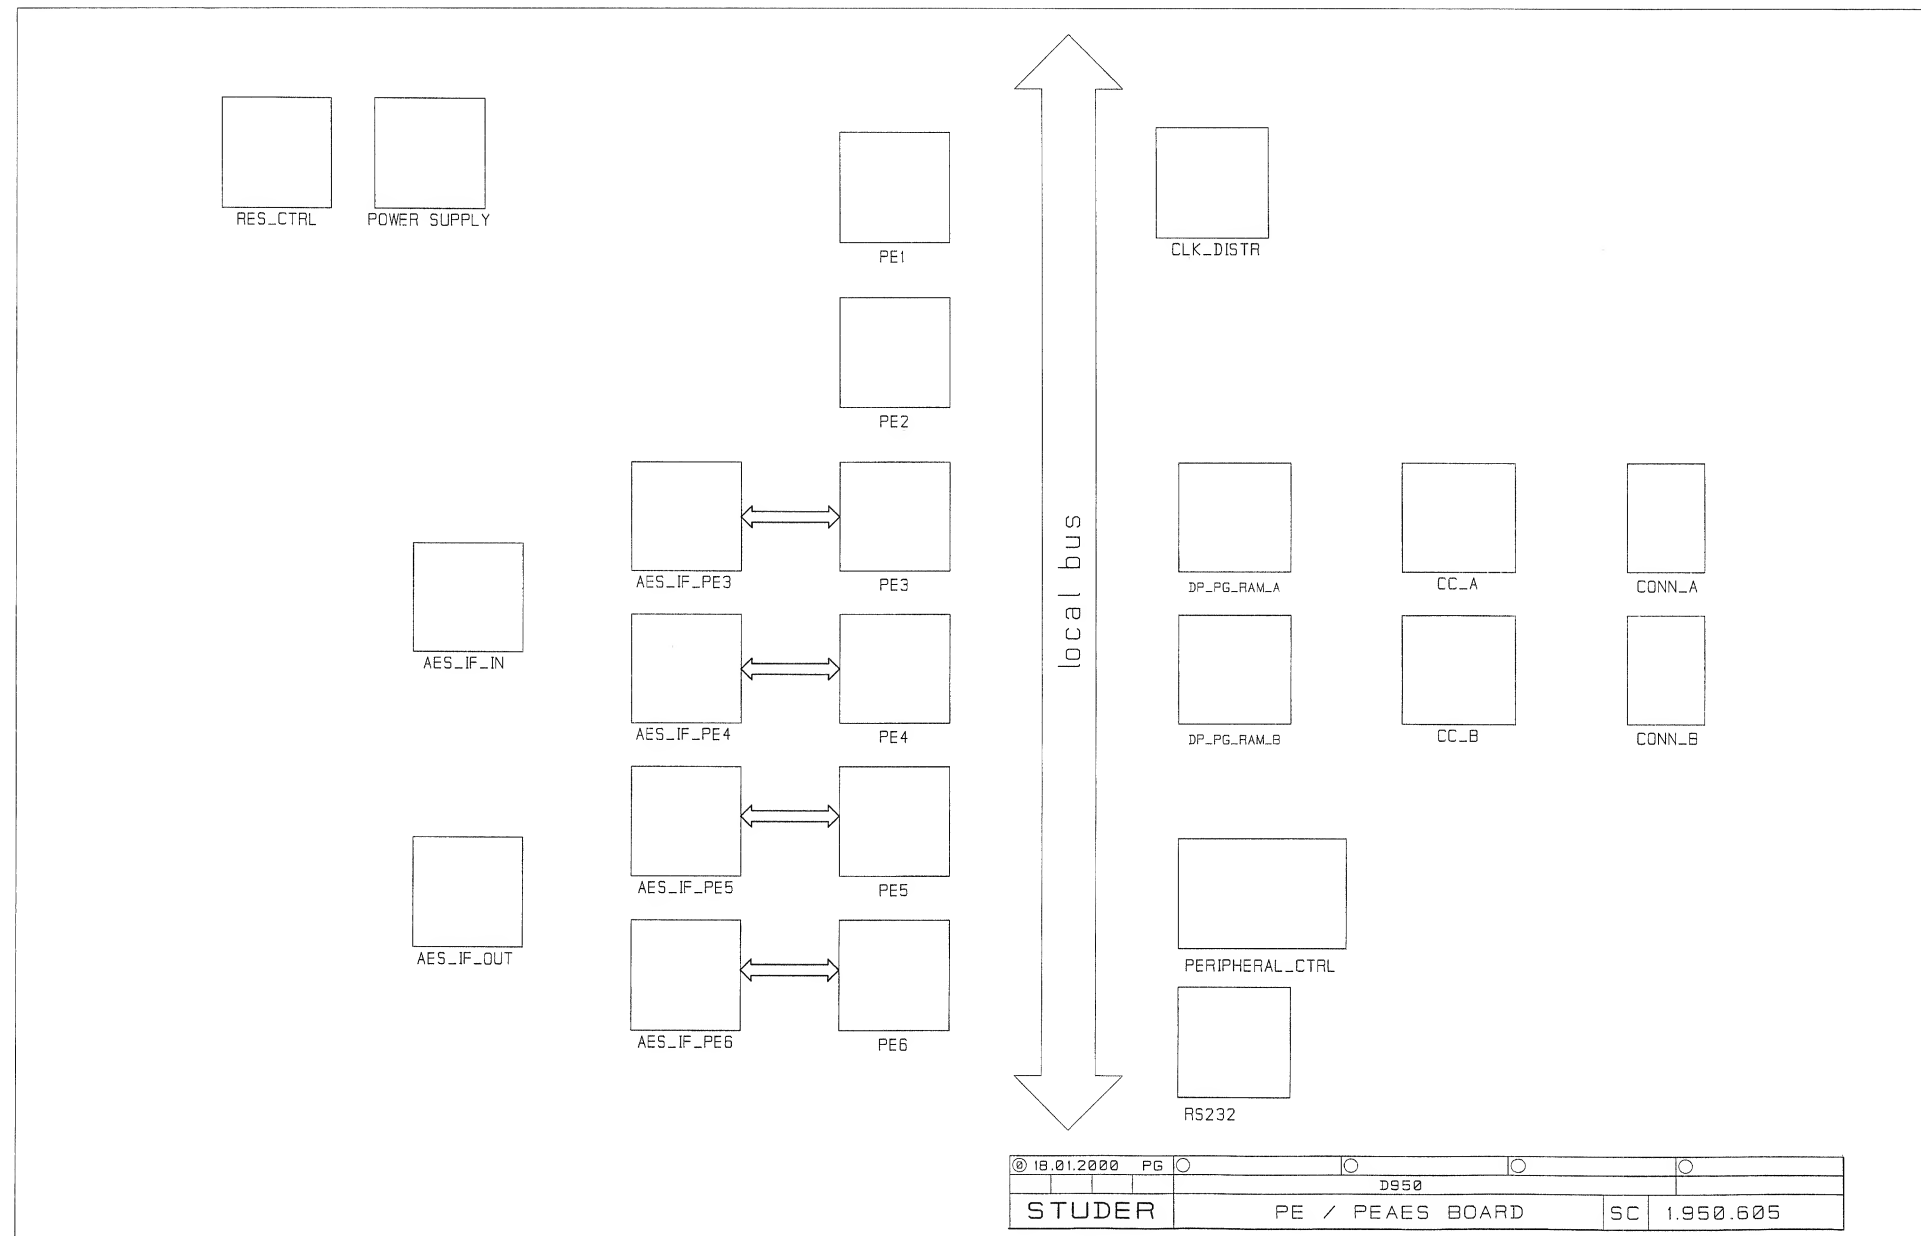 RES_CTRL
POWER SUPPLY
PE1
CLK_DISTR
PE2
local bus
AES_IF_PE3
PE3
DP_PG_RAM_A
CC_A
CONN_A
AES_IF_IN
AES_IF_PE4
PE4
DP_PG_RAM_B
CC_B
CONN_B
AES_IF_PE5
PE5
AES_IF_OUT
PERIPHERAL_CTRL
AES_IF_PE6
PE6
RS232
0 18.01.2000 PG
D950
STUDER PE / PEAES BOARD SC 1.950.605